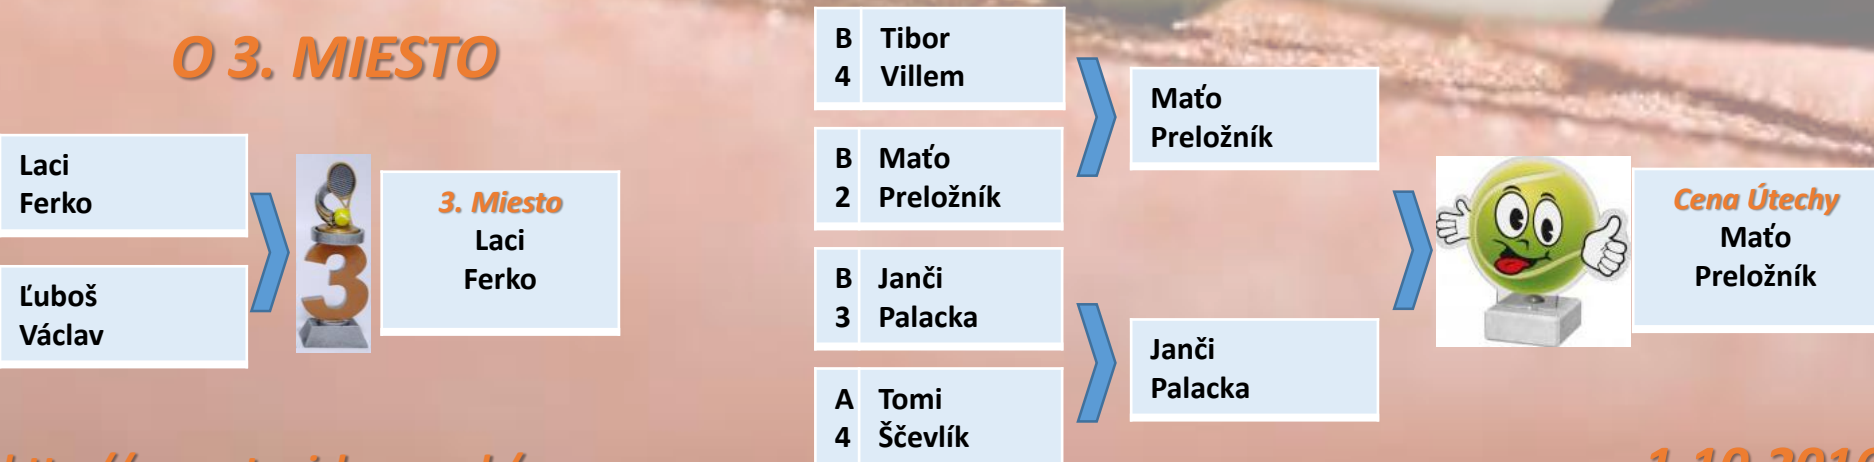 O 3. MIESTO
Laci
Ferko
Ľuboš
Václav
3
3. Miesto
Laci
Ferko
B Tibor
4 Villem
B Maťo
2 Preložník
B Janči
3 Palacka
A Tomi
4 Ščevlík
Maťo
Preložník
Janči
Palacka
Cena Útechy
Maťo
Preložník